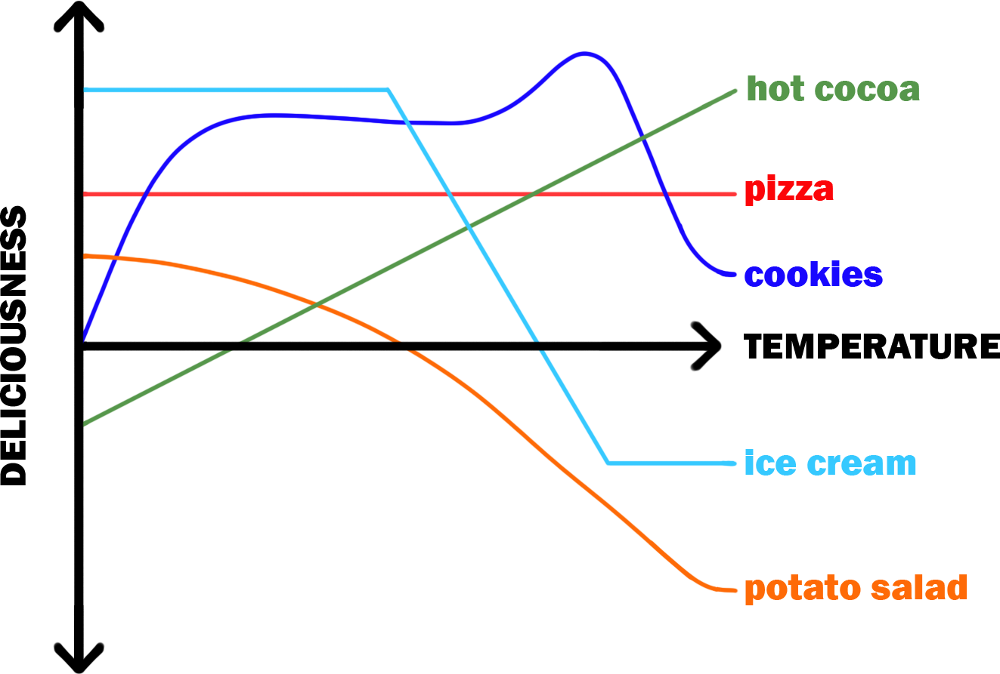 DELICIOUSNESS
hot cocoa
pizza
cookies
TEMPERATURE
ice cream
potato salad